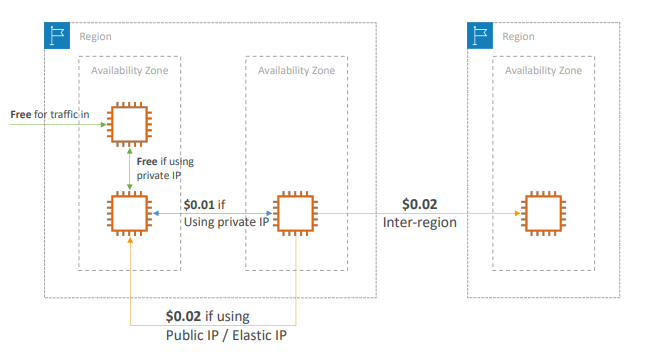 Region
Region
Availability Zone
Availability Zone
Availability Zone
Free for traffic in
Free if using
private IP
$0.01 if
Using private IP
$0.02
Inter-region
$0.02 if using
Public IP / Elastic IP